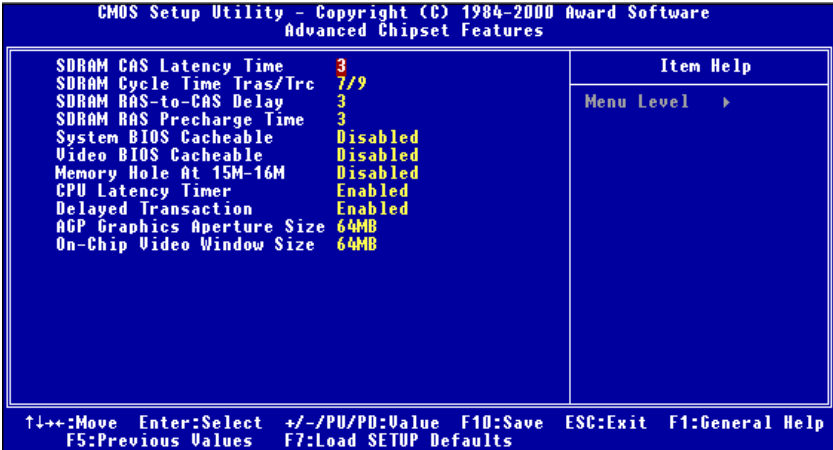 CMOS Setup Utility - Copyright (C) 1984-2000 Award Software
Advanced Chipset Features
SDRAM CAS Latency Time 3
SDRAM Cycle Time Tras/Trc 7/9
SDRAM RAS-to-CAS Delay 3
SDRAM RAS Precharge Time 3
System BIOS Cacheable Disabled
Video BIOS Cacheable Disabled
Memory Hole At 15M-16M Disabled
CPU Latency Timer Enabled
Delayed Transaction Enabled
AGP Graphics Aperture Size 64MB
On-Chip Video Window Size 64MB
Item Help
Menu Level ▸
↑↓→←:Move Enter:Select +/-/PU/PD:Value F10:Save ESC:Exit F1:General Help
F5:Previous Values F7:Load SETUP Defaults